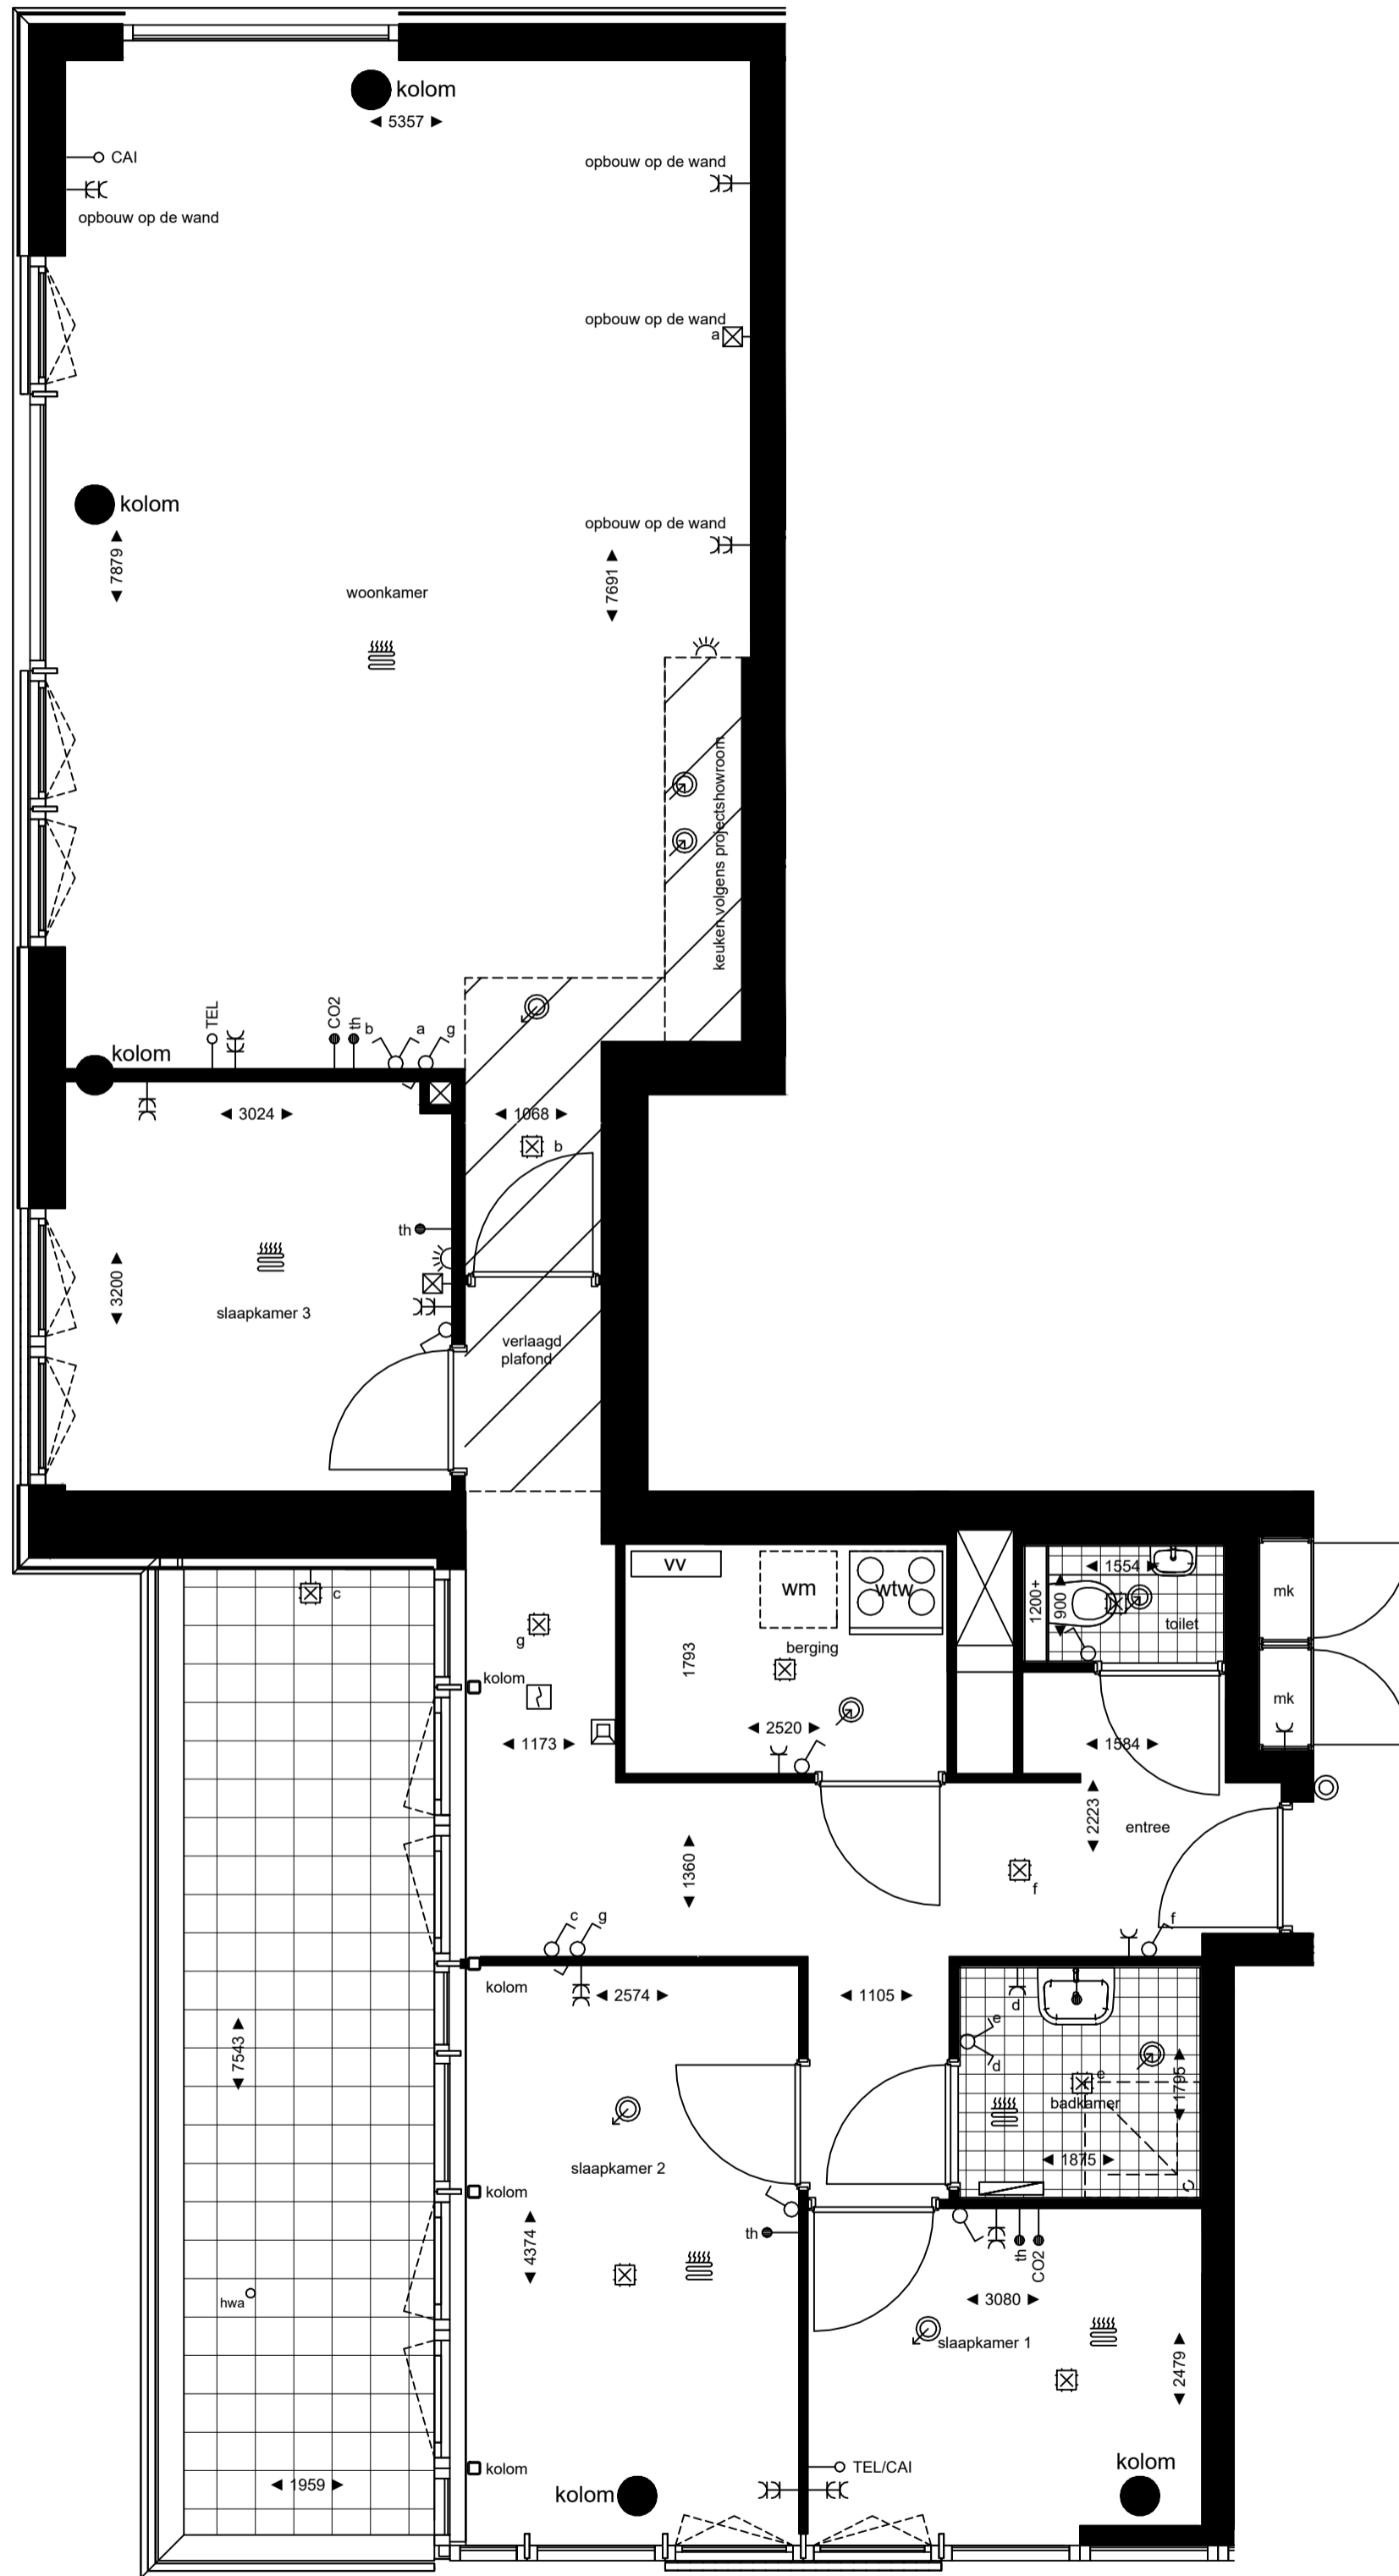 kolom
5357
CAI
opbouw op de wand
opbouw op de wand
opbouw op de wand
a
kolom
opbouw op de wand
7879
7691
woonkamer
keuken volgens projectshowroom
TEL
CO2
th
b
a
g
kolom
3024
1068
b
th
3200
slaapkamer 3
verlaagd
plafond
c
g
vv
wm
wtw
berging
1793
2520
1554
1200+
900
toilet
mk
mk
kolom
1173
1584
2223
entree
1360
f
f
c
g
kolom
2574
1105
d
e
d
e
badkamer
1795
1875
7543
slaapkamer 2
kolom
th
4374
th
CO2
3080
slaapkamer 1
2479
hwa
1959
kolom
kolom
TEL/CAI
kolom